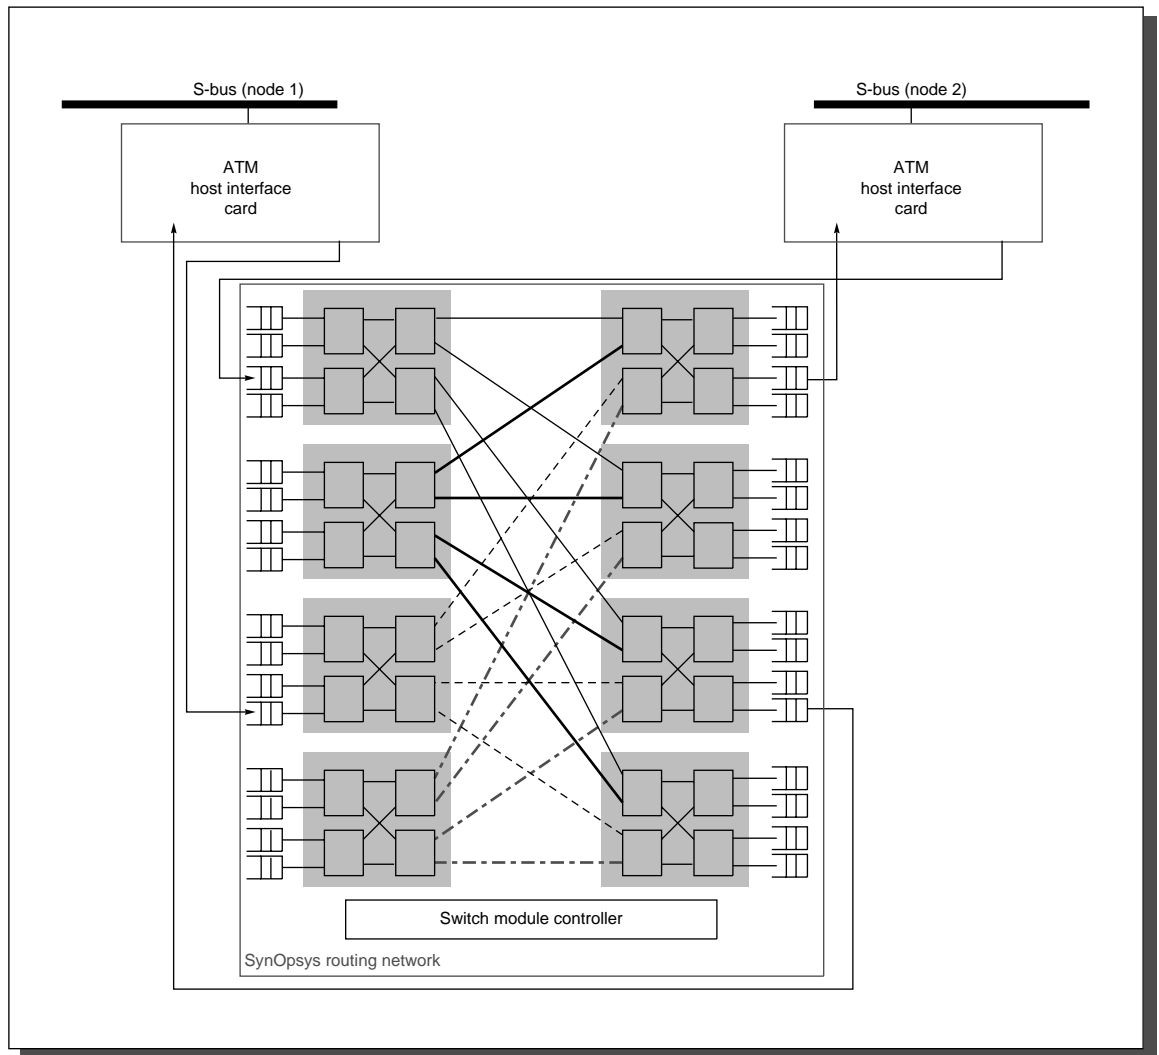 S-bus (node 1)
S-bus (node 2)
ATM
host interface
card
ATM
host interface
card
Switch module controller
SynOpsys routing network